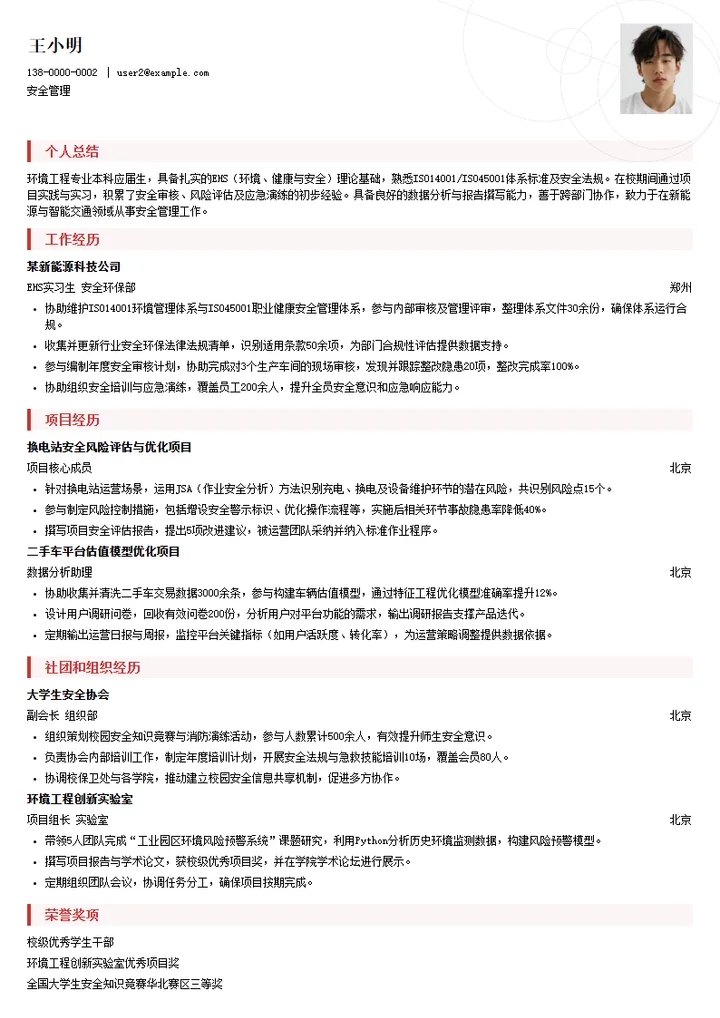 王小明
138-0000-0002 | user2@example.com
安全管理
个人总结
环境工程专业本科应届生，具备扎实的EHS（环境、健康与安全）理论基础，熟悉ISO14001/ISO45001体系标准及安全法规。在校期间通过项
目实践与实习，积累了安全审核、风险评估及应急演练的初步经验。具备良好的数据分析与报告撰写能力，善于跨部门协作，致力于在新能
源与智能交通领域从事安全管理工作。
工作经历
某新能源科技公司
EHS实习生 安全环保部 郑州
• 协助维护ISO14001环境管理体系与ISO45001职业健康安全管理体系，参与内部审核及管理评审，整理体系文件30余份，确保体系运行合
规。
• 收集并更新行业安全环保法律法规清单，识别适用条款50余项，为部门合规性评估提供数据支持。
• 参与编制年度安全审核计划，协助完成对3个生产车间的现场审核，发现并跟踪整改隐患20项，整改完成率100%。
• 协助组织安全培训与应急演练，覆盖员工200余人，提升全员安全意识和应急响应能力。
项目经历
换电站安全风险评估与优化项目
项目核心成员 北京
• 针对换电站运营场景，运用JSA（作业安全分析）方法识别充电、换电及设备维护环节的潜在风险，共识别风险点15个。
• 参与制定风险控制措施，包括增设安全警示标识、优化操作流程等，实施后相关环节事故隐患率降低40%。
• 撰写项目安全评估报告，提出5项改进建议，被运营团队采纳并纳入标准作业程序。
二手车平台估值模型优化项目
数据分析助理 北京
• 协助收集并清洗二手车交易数据3000余条，参与构建车辆估值模型，通过特征工程优化模型准确率提升12%。
• 设计用户调研问卷，回收有效问卷200份，分析用户对平台功能的需求，输出调研报告支撑产品迭代。
• 定期输出运营日报与周报，监控平台关键指标（如用户活跃度、转化率），为运营策略调整提供数据依据。
社团和组织经历
大学生安全协会
副会长 组织部 北京
• 组织策划校园安全知识竞赛与消防演练活动，参与人数累计500余人，有效提升师生安全意识。
• 负责协会内部培训工作，制定年度培训计划，开展安全法规与急救技能培训10场，覆盖会员80人。
• 协调校保卫处与各学院，推动建立校园安全信息共享机制，促进多方协作。
环境工程创新实验室
项目组长 实验室 北京
• 带领5人团队完成“工业园区环境风险预警系统”课题研究，利用Python分析历史环境监测数据，构建风险预警模型。
• 撰写项目报告与学术论文，获校级优秀项目奖，并在学院学术论坛进行展示。
• 定期组织团队会议，协调任务分工，确保项目按期完成。
荣誉奖项
校级优秀学生干部
环境工程创新实验室优秀项目奖
全国大学生安全知识竞赛华北赛区三等奖